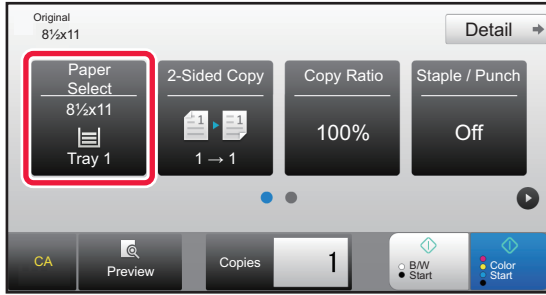 Original
8½x11
Detail
Paper
Select
8½x11
Tray 1
2-Sided Copy
1
1
1 → 1
Copy Ratio
100%
Staple / Punch
Off
CA
Preview
Copies
1
B/W
Start
Color
Start